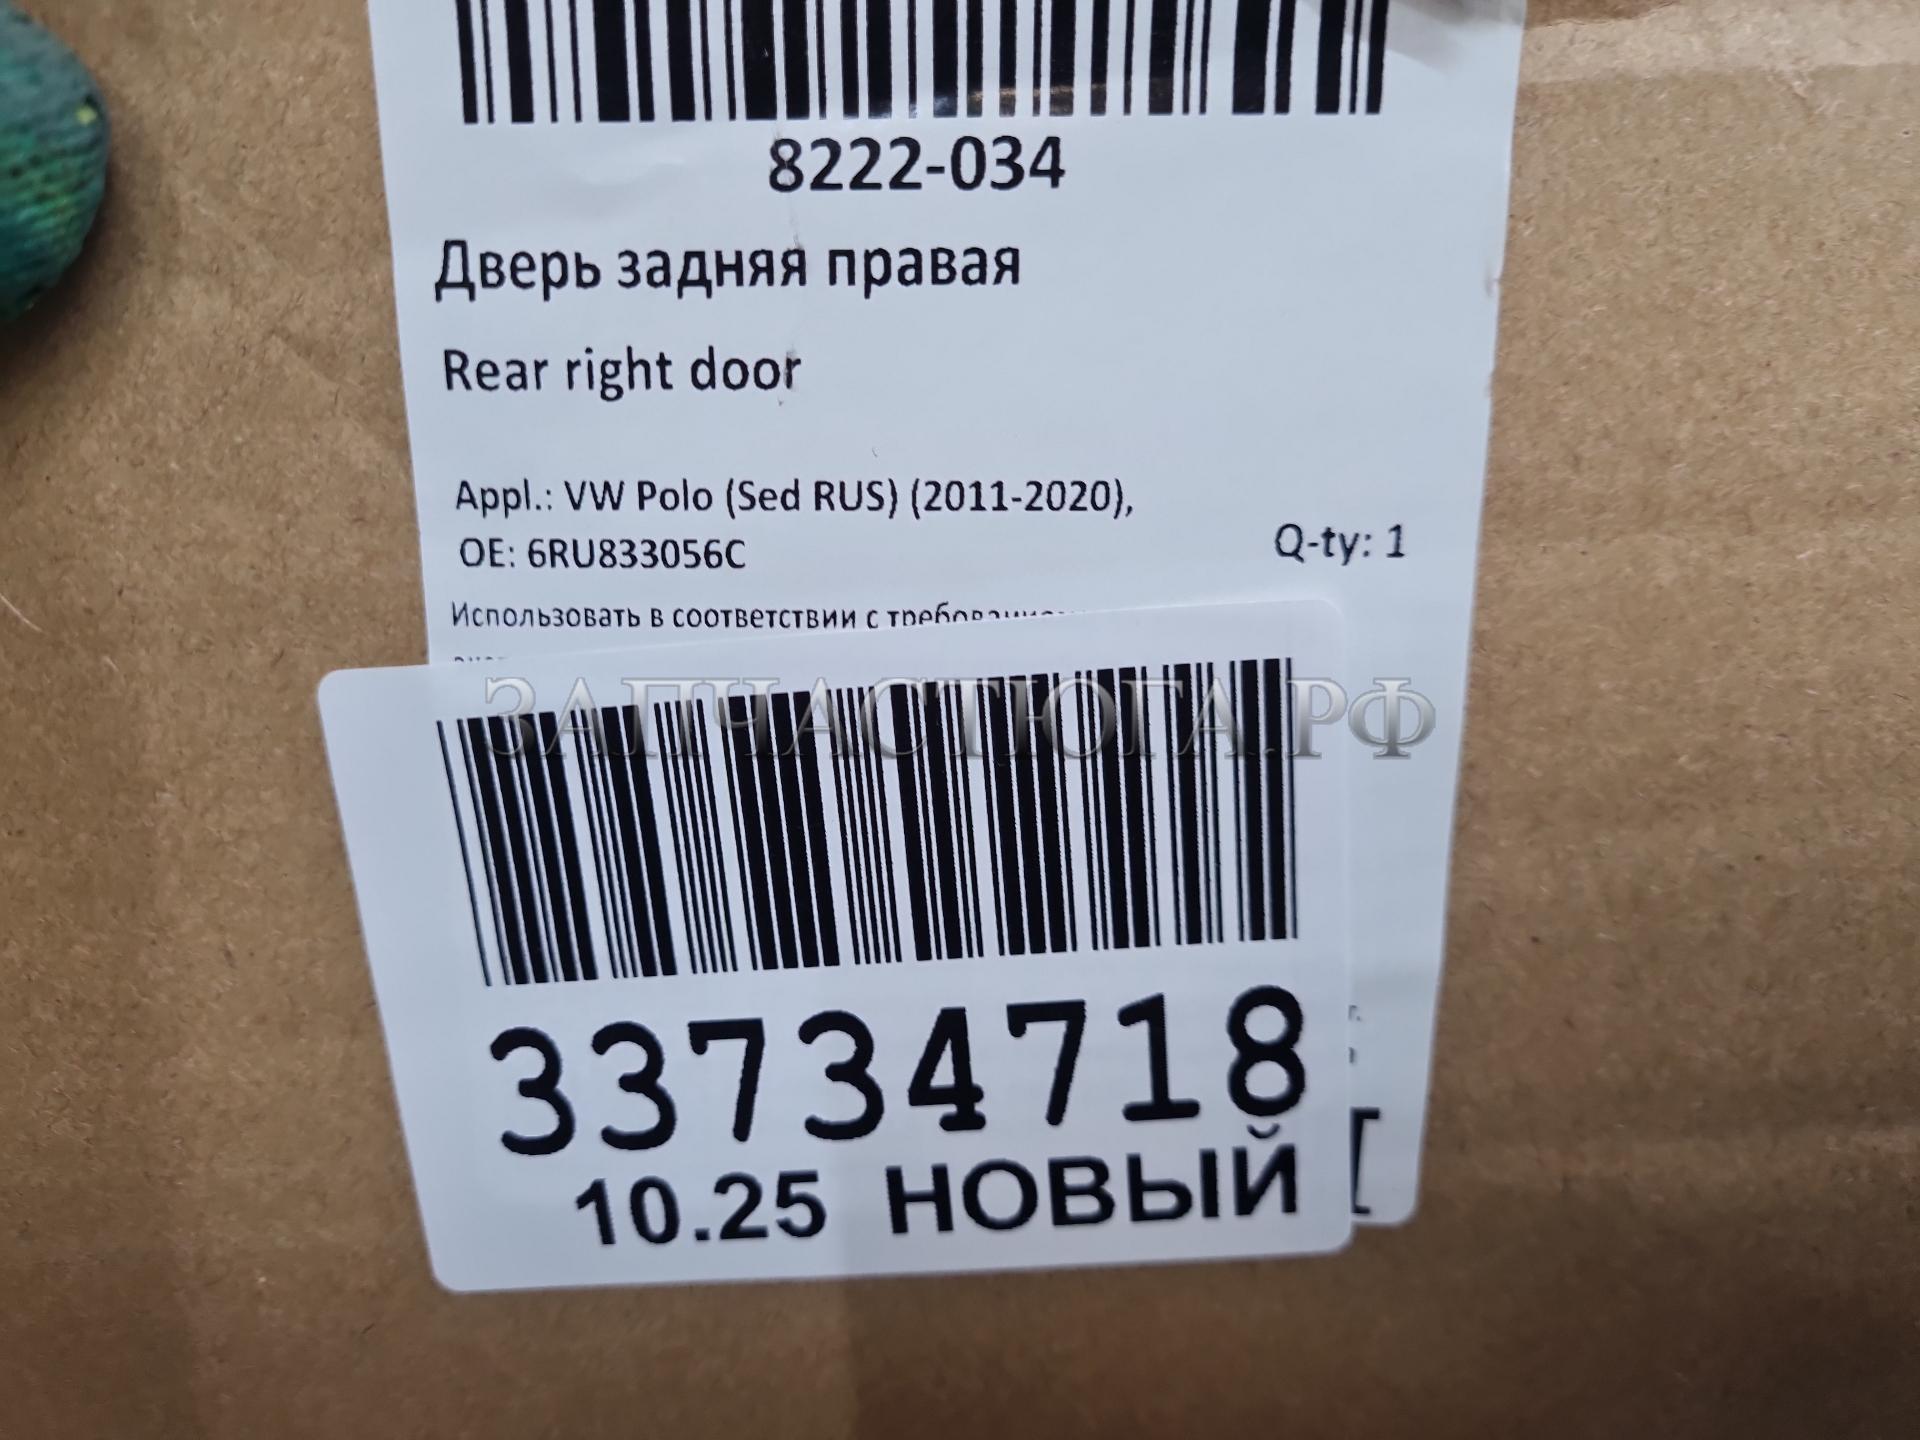 8222-034
Дверь задняя правая
Rear right door
Appl.: VW Polo (Sed RUS) (2011-2020),
OE: 6RU833056C
Q-ty: 1
Использовать в соответствии с
ЗАПЧАСТЮГА.РФ
33734718
10.25 НОВЫЙ